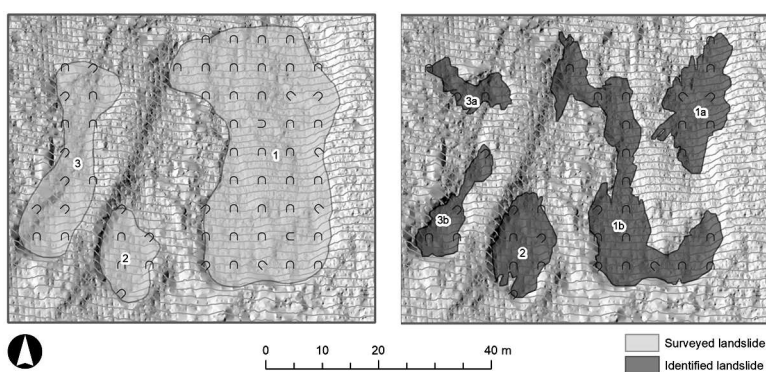 1
3
2
3a
1a
3b
1b
2
0 10 20 40 m
Surveyed landslide
Identified landslide